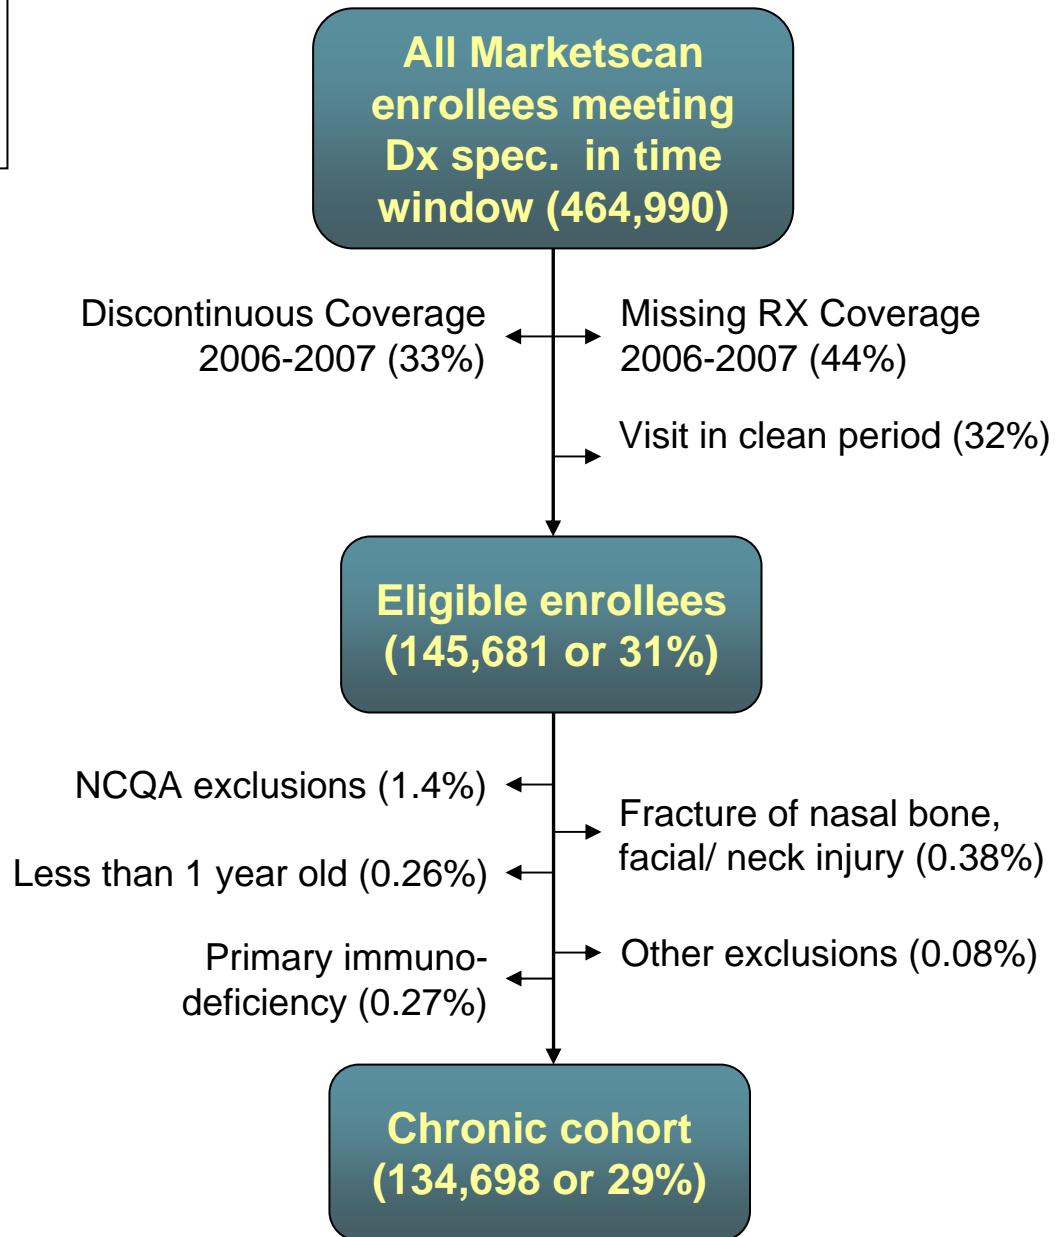 All Marketscan
enrollees meeting
Dx spec. in time
window (464,990)
Discontinuous Coverage
2006-2007 (33%)
Missing RX Coverage
2006-2007 (44%)
Visit in clean period (32%)
Eligible enrollees
(145,681 or 31%)
NCQA exclusions (1.4%)
Fracture of nasal bone,
facial/ neck injury (0.38%)
Less than 1 year old (0.26%)
Other exclusions (0.08%)
Primary immuno-
deficiency (0.27%)
Chronic cohort
(134,698 or 29%)